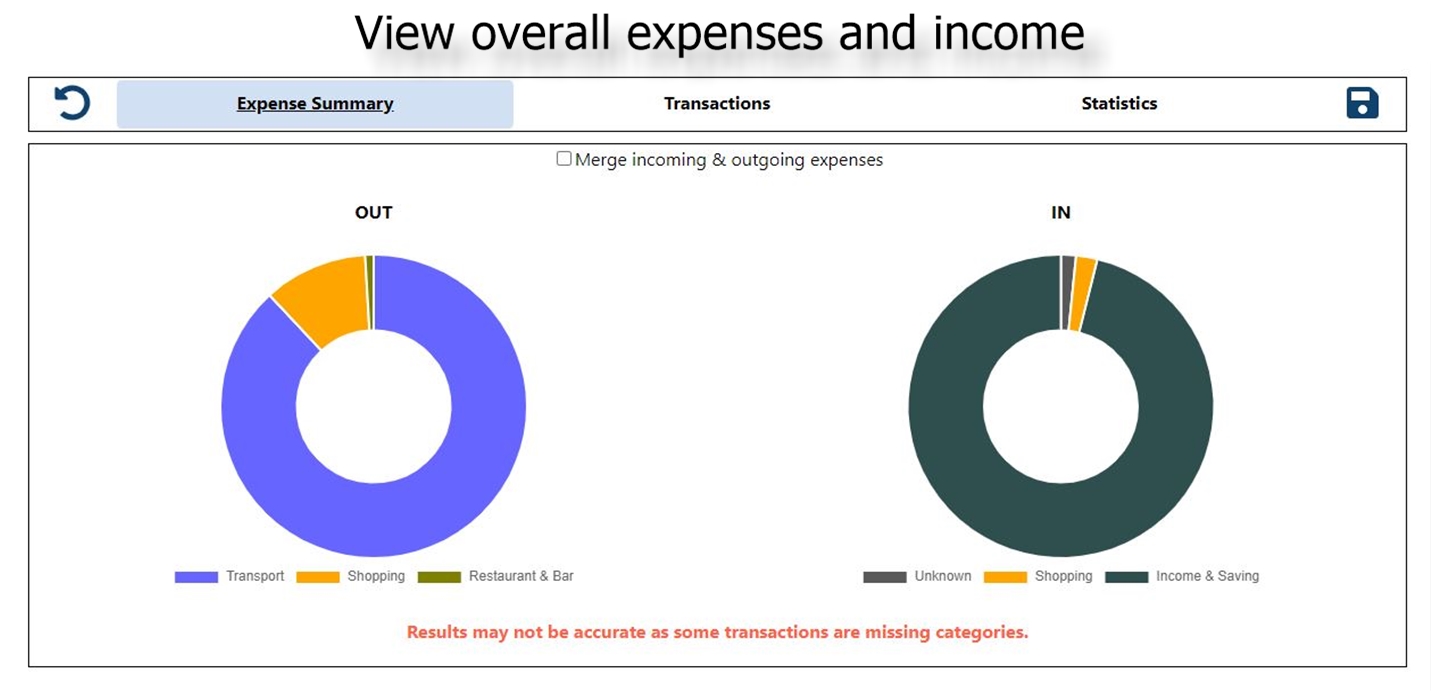 View overall expenses and income
Expense Summary Transactions Statistics
Merge incoming & outgoing expenses
OUT IN
Transport Shopping Restaurant & Bar Unknown Shopping Income & Saving
Results may not be accurate as some transactions are missing categories.